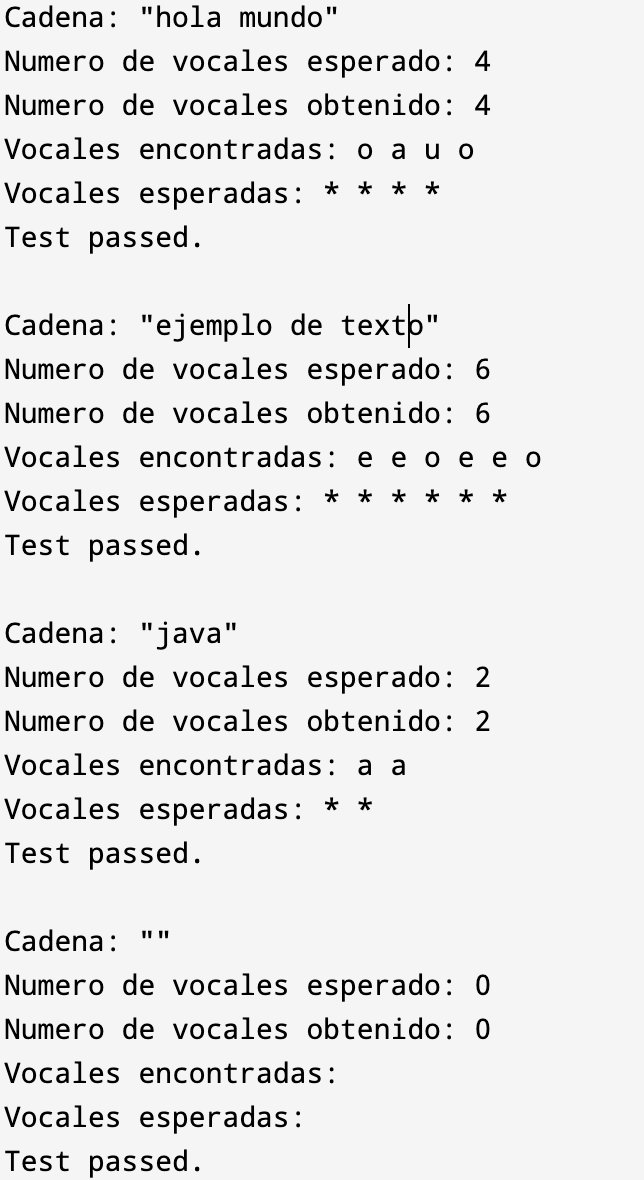 Cadena: "hola mundo"
Numero de vocales esperado: 4
Numero de vocales obtenido: 4
Vocales encontradas: o a u o
Vocales esperadas: * * * *
Test passed.
Cadena: "ejemplo de texto"
Numero de vocales esperado: 6
Numero de vocales obtenido: 6
Vocales encontradas: e e o e e o
Vocales esperadas: * * * * * *
Test passed.
Cadena: "java"
Numero de vocales esperado: 2
Numero de vocales obtenido: 2
Vocales encontradas: a a
Vocales esperadas: * *
Test passed.
Cadena: ""
Numero de vocales esperado: 0
Numero de vocales obtenido: 0
Vocales encontradas:
Vocales esperadas:
Test passed.